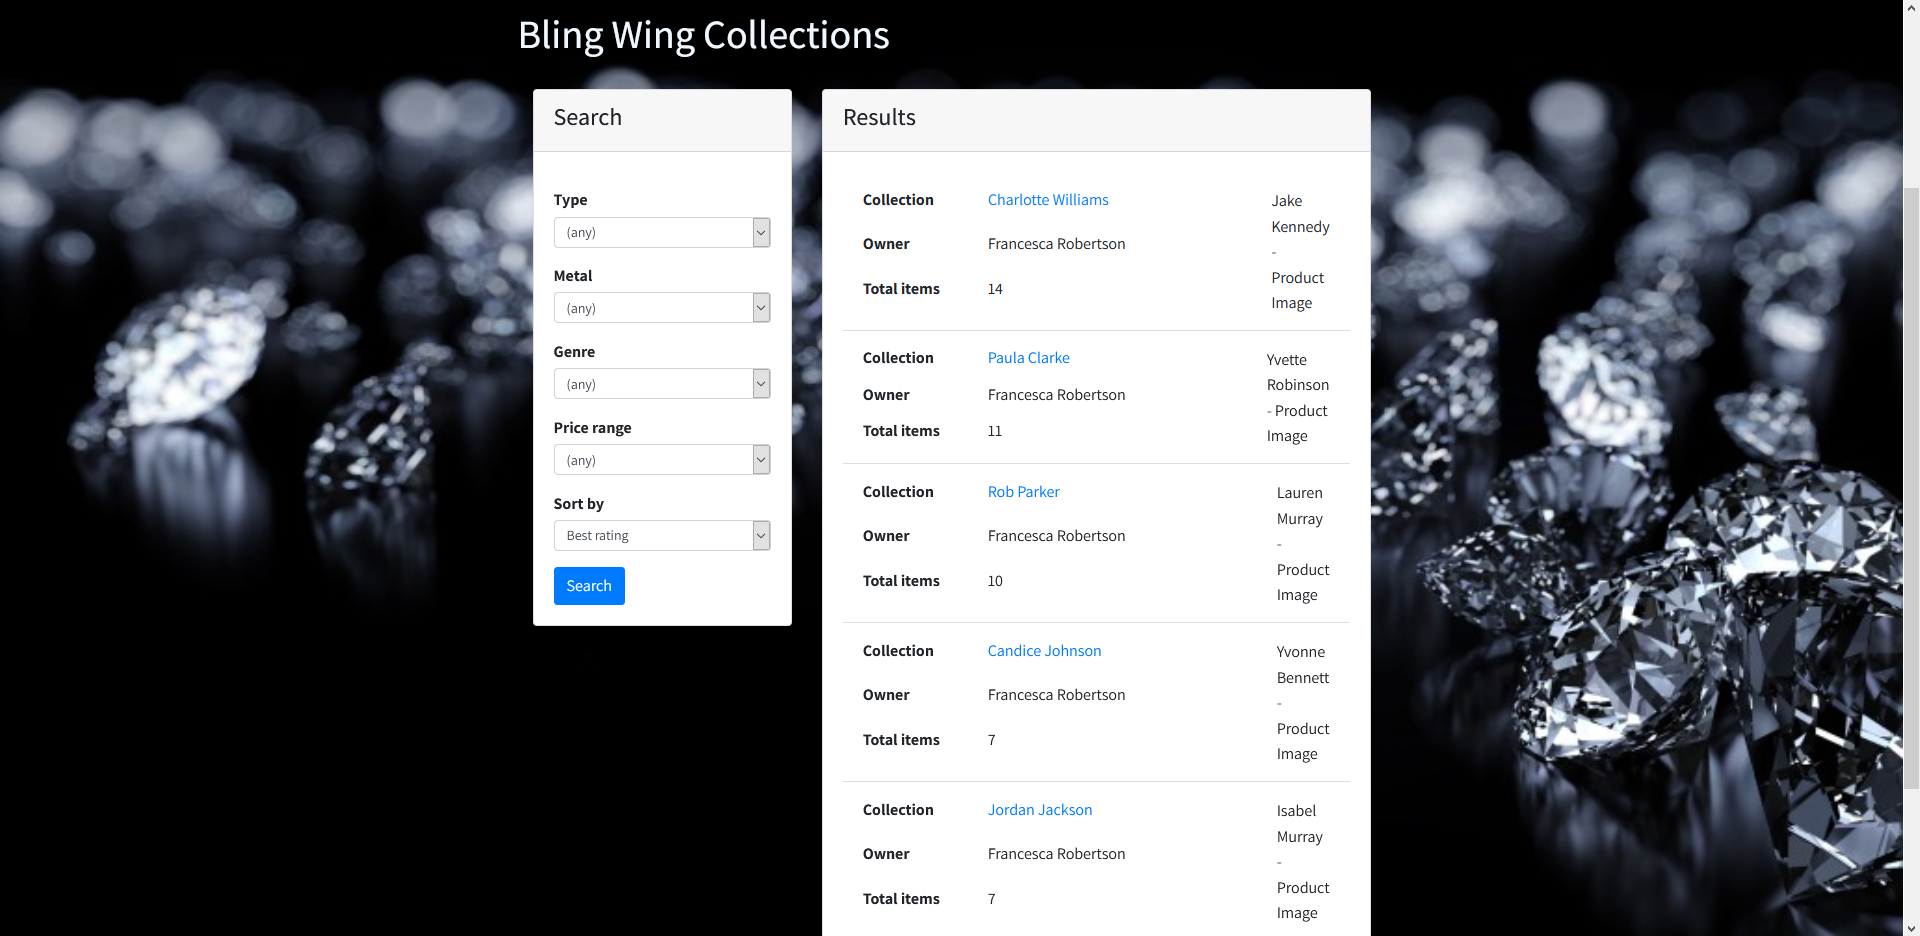 Bling Wing Collections
Search
Type
(any)
Metal
(any)
Genre
(any)
Price range
(any)
Sort by
Best rating
Search
Results
Collection Charlotte Williams
Owner Francesca Robertson
Total items 14
Jake
Kennedy
-
Product
Image
Collection Paula Clarke
Owner Francesca Robertson
Total items 11
Yvette
Robinson
- Product
Image
Collection Rob Parker
Owner Francesca Robertson
Total items 10
Lauren
Murray
-
Product
Image
Collection Candice Johnson
Owner Francesca Robertson
Total items 7
Yvonne
Bennett
-
Product
Image
Collection Jordan Jackson
Owner Francesca Robertson
Total items 7
Isabel
Murray
-
Product
Image